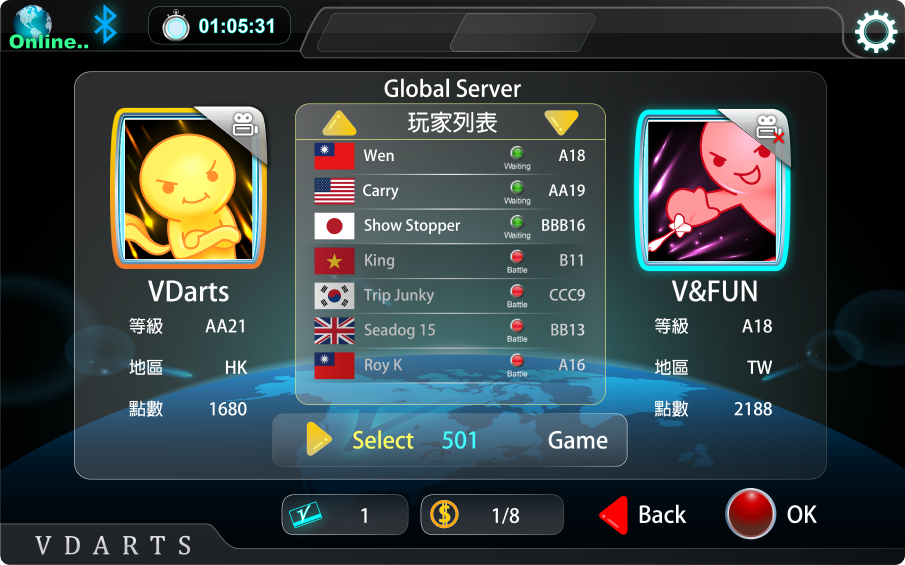 Online..
01:05:31
Global Server
玩家列表
Wen Waiting A18
Carry Waiting AA19
Show Stopper Waiting BBB16
King Battle B11
Trip Junky Battle CCC9
Seadog 15 Battle BB13
Roy K Battle A16
VDarts
等級 AA21
地區 HK
點數 1680
V&FUN
等級 A18
地區 TW
點數 2188
Select 501 Game
1
1/8
Back
OK
VDARTS